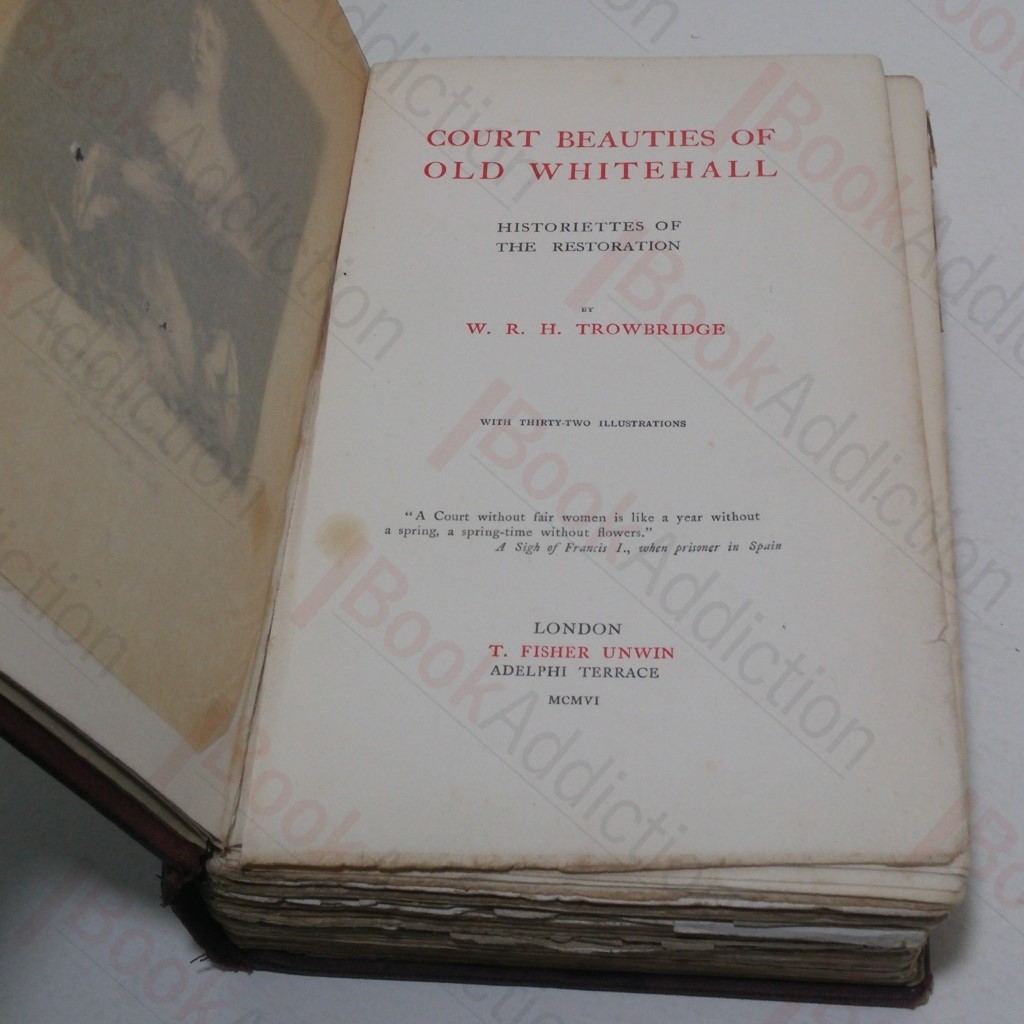 COURT BEAUTIES OF
OLD WHITEHALL
HISTORIETTES OF
THE RESTORATION
BY
W. R. H. TROWBRIDGE
WITH THIRTY-TWO ILLUSTRATIONS
"A Court without fair women is like a year without
a spring, a spring-time without flowers."
A Sigh of Francis I., when prisoner in Spain
LONDON
T. FISHER UNWIN
ADELPHI TERRACE
MCMVI
BookAddiction